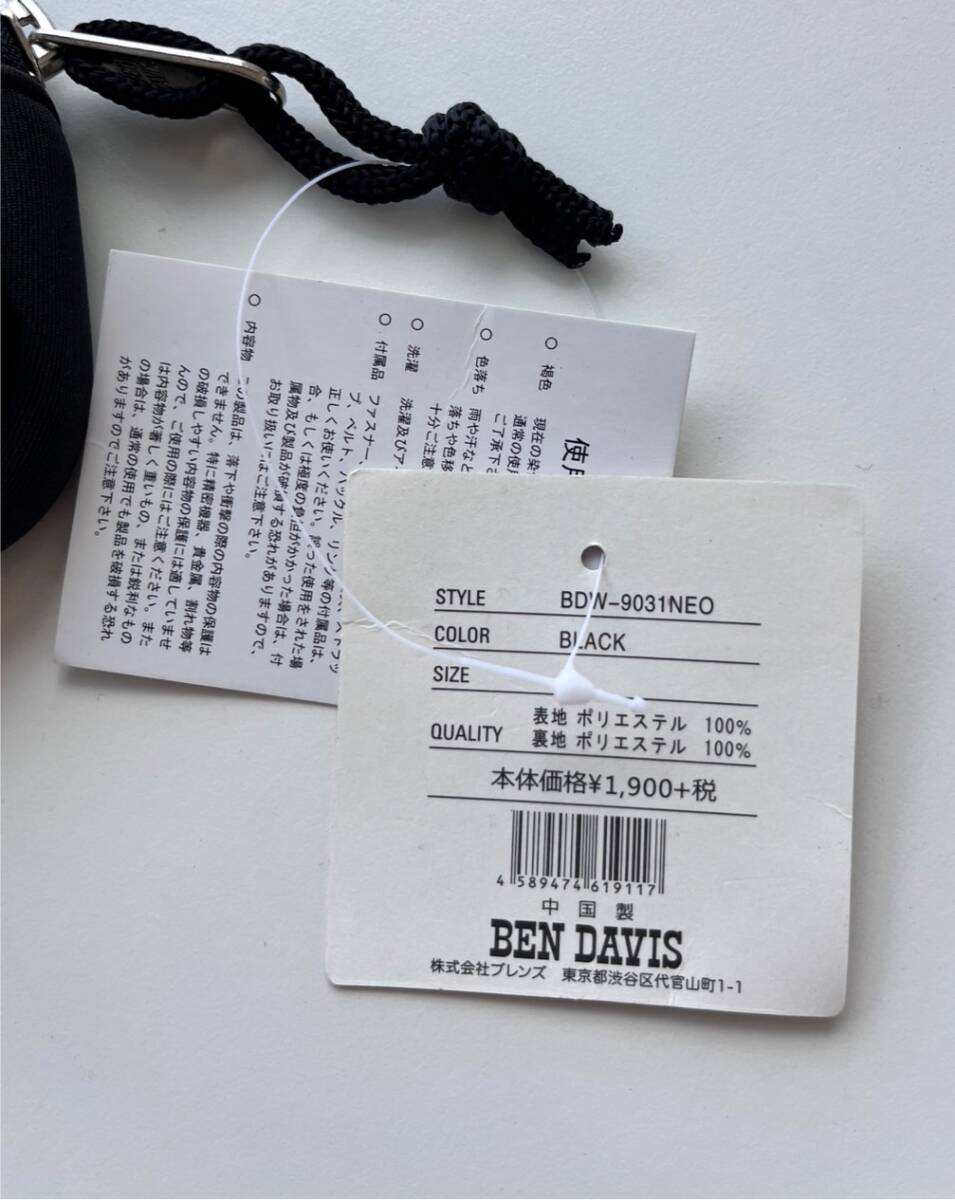 使用
○ 褐色 現在の染
通常の使用
ご了承下さ
○ 色落ち 雨や汗など
落ちや色移
十分ご注意
○ 洗濯 洗濯及びク
○ 付属品 ファスナー、
ブ、ベルト、バックル、リング等の付属品は、
正しくお使いください。誤った使用をされた場
合、もしくは極度の負担がかかった場合は、付
属物及び製品が破損する恐れがありますので、
お取り扱いにはご注意下さい。
○ 内容物 この製品は、落下や衝撃の際の内容物の保護は
できません。特に精密機器、貴金属、割れ物等
の破損しやすい内容物の保護には適していませ
んので、ご使用の際にはご注意ください。また
は内容物が著しく重いもの、または鋭利なもの
の場合は、通常の使用でも製品を破損する恐れ
がありますのでご注意下さい。
STYLE BDW-9031NEO
COLOR BLACK
SIZE
QUALITY 表地 ポリエステル 100%
裏地 ポリエステル 100%
本体価格¥1,900+税
4 589474 619117
中国製
BEN DAVIS
株式会社ブレンズ 東京都渋谷区代官山町1-1